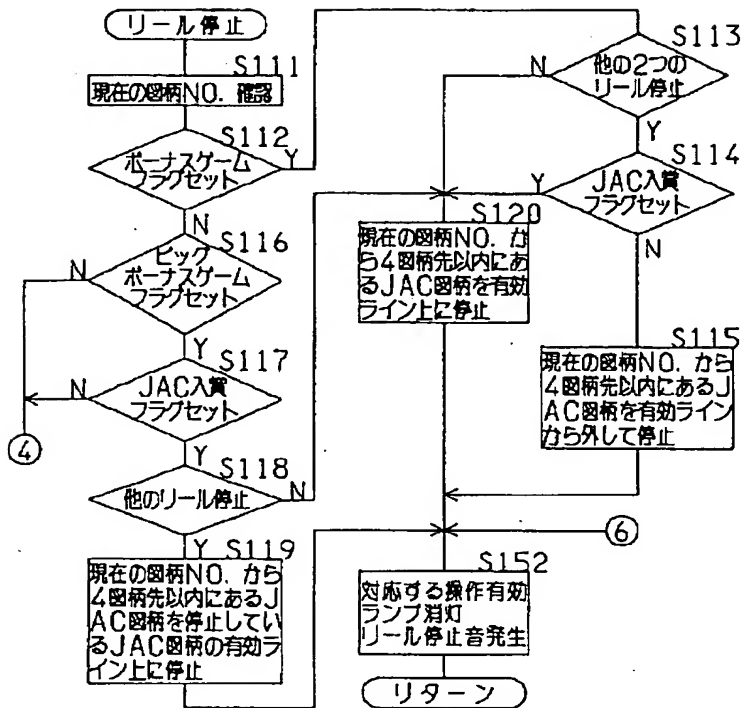 リール停止
S111
現在の図柄NO. 確認
S112
ボーナスゲーム
フラグセット
Y
N
S116
ビッグ
ボーナスゲーム
フラグセット
N
Y
S117
JAC入賞
フラグセット
N
④
Y
S118
他のリール停止
N
Y
S119
現在の図柄NO. から
4図柄先以内にあるJ
AC図柄を停止してい
るJAC図柄の有効ラ
イン上に停止
S113
他の2つの
リール停止
N
Y
S114
JAC入賞
フラグセット
Y
N
S120
現在の図柄NO. か
ら4図柄先以内にあ
るJAC図柄を有効
ライン上に停止
S115
現在の図柄NO. から
4図柄先以内にあるJ
AC図柄を有効ライン
から外して停止
⑥
S152
対応する操作有効
ランプ消灯
リール停止音発生
リターン